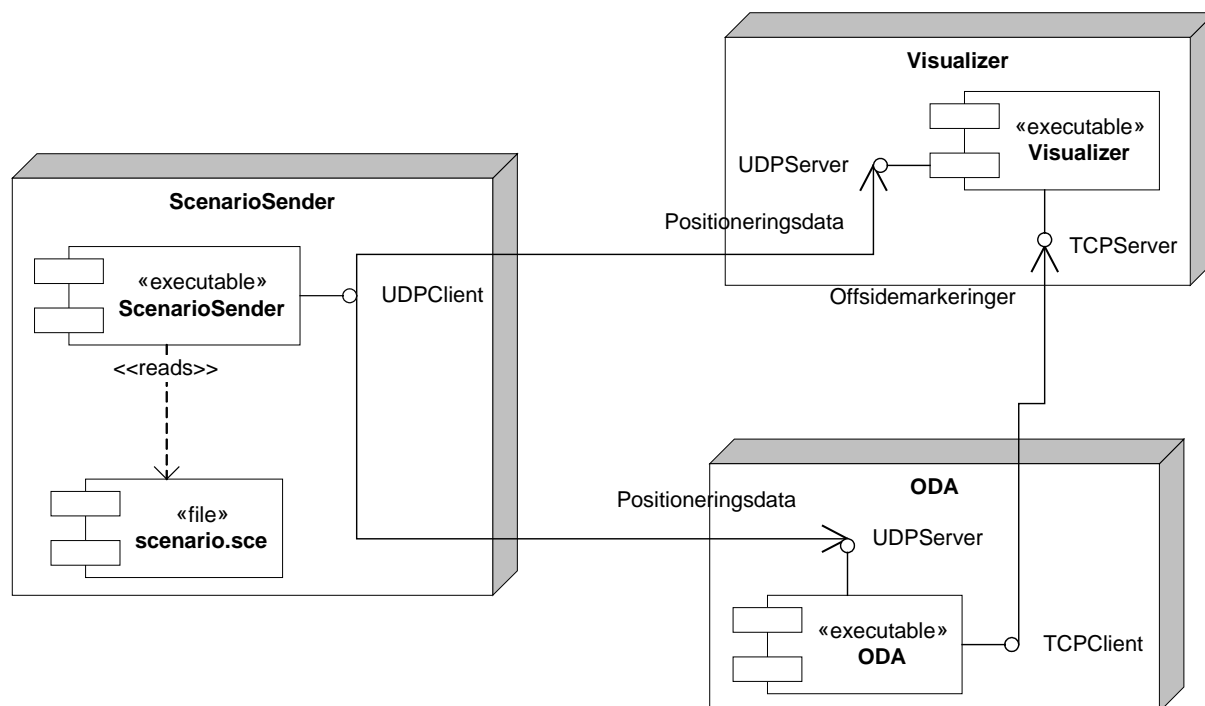 Visualizer
«executable»
Visualizer
UDPServer
TCPServer
ScenarioSender
«executable»
ScenarioSender
UDPClient
<<reads>>
«file»
scenario.sce
Positioneringsdata
Offsidemarkeringer
Positioneringsdata
ODA
UDPServer
«executable»
ODA
TCPClient